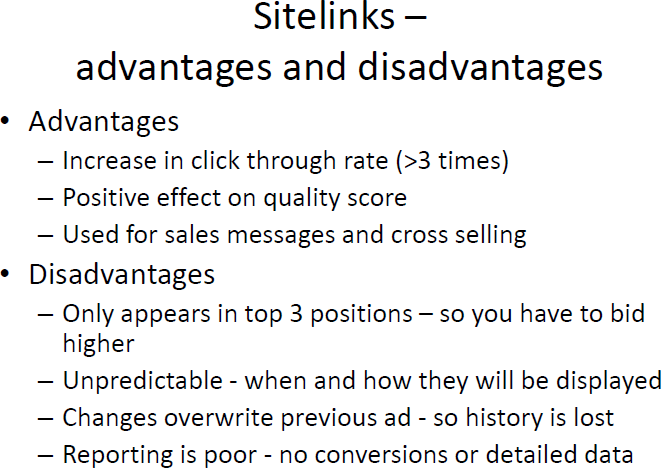 Sitelinks –
advantages and disadvantages
• Advantages
– Increase in click through rate (>3 times)
– Positive effect on quality score
– Used for sales messages and cross selling
• Disadvantages
– Only appears in top 3 positions – so you have to bid
higher
– Unpredictable - when and how they will be displayed
– Changes overwrite previous ad - so history is lost
– Reporting is poor - no conversions or detailed data